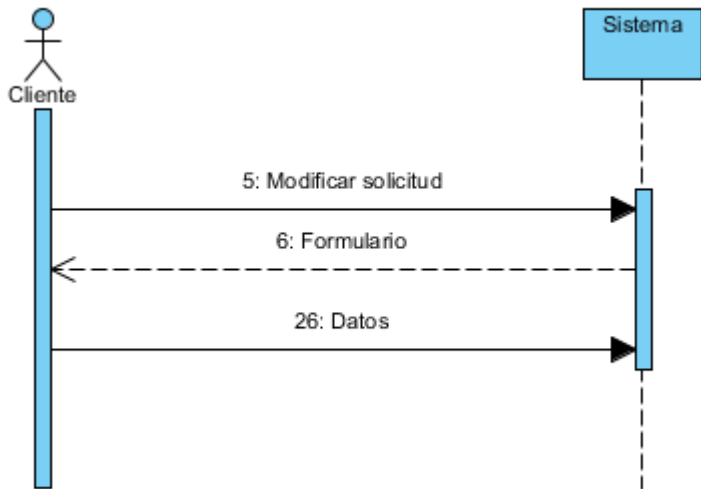 Sistema
Cliente
5: Modificar solicitud
6: Formulario
26: Datos